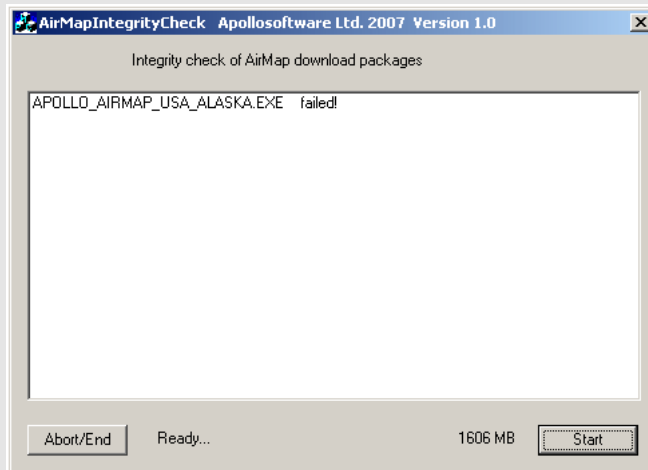 AirMapIntegrityCheck Apollosoftware Ltd. 2007 Version 1.0
Integrity check of AirMap download packages
APOLLO_AIRMAP_USA_ALASKA.EXE failed!
Abort/End Ready... 1606 MB Start